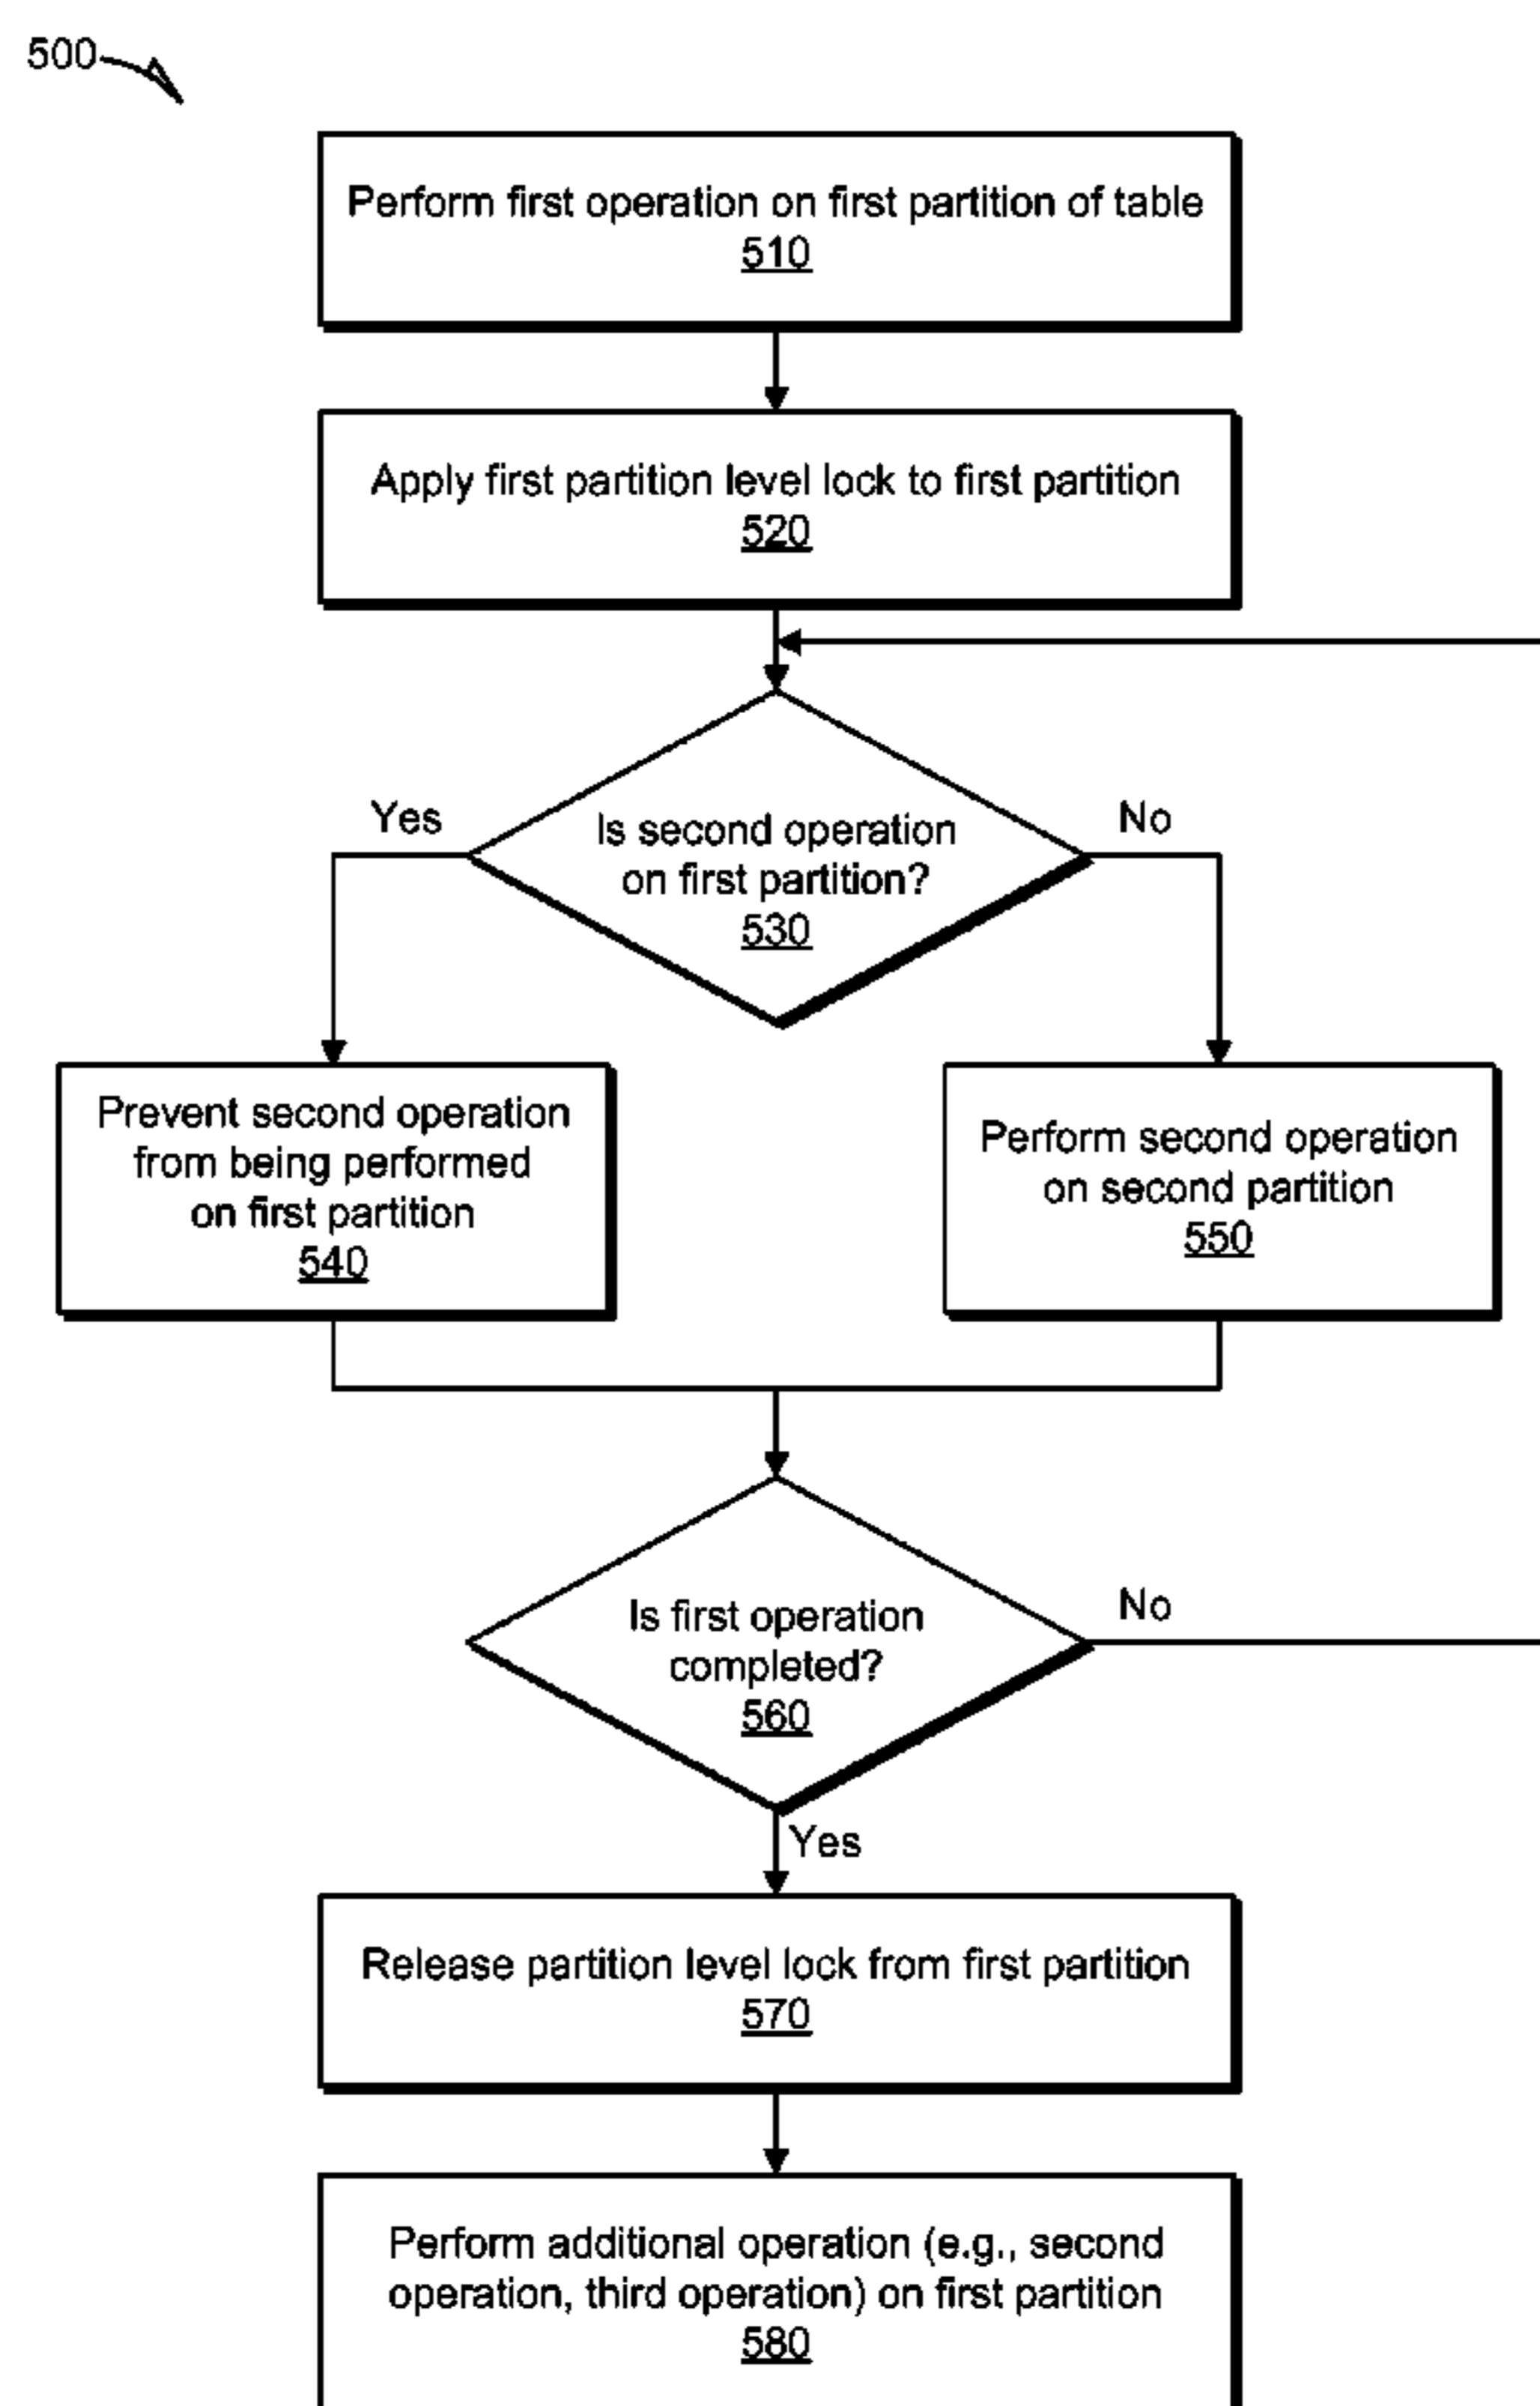 500
Perform first operation on first partition of table
510
Apply first partition level lock to first partition
520
Is second operation
on first partition?
530
Yes
No
Prevent second operation
from being performed
on first partition
540
Perform second operation
on second partition
550
Is first operation
completed?
560
No
Yes
Release partition level lock from first partition
570
Perform additional operation (e.g., second
operation, third operation) on first partition
580